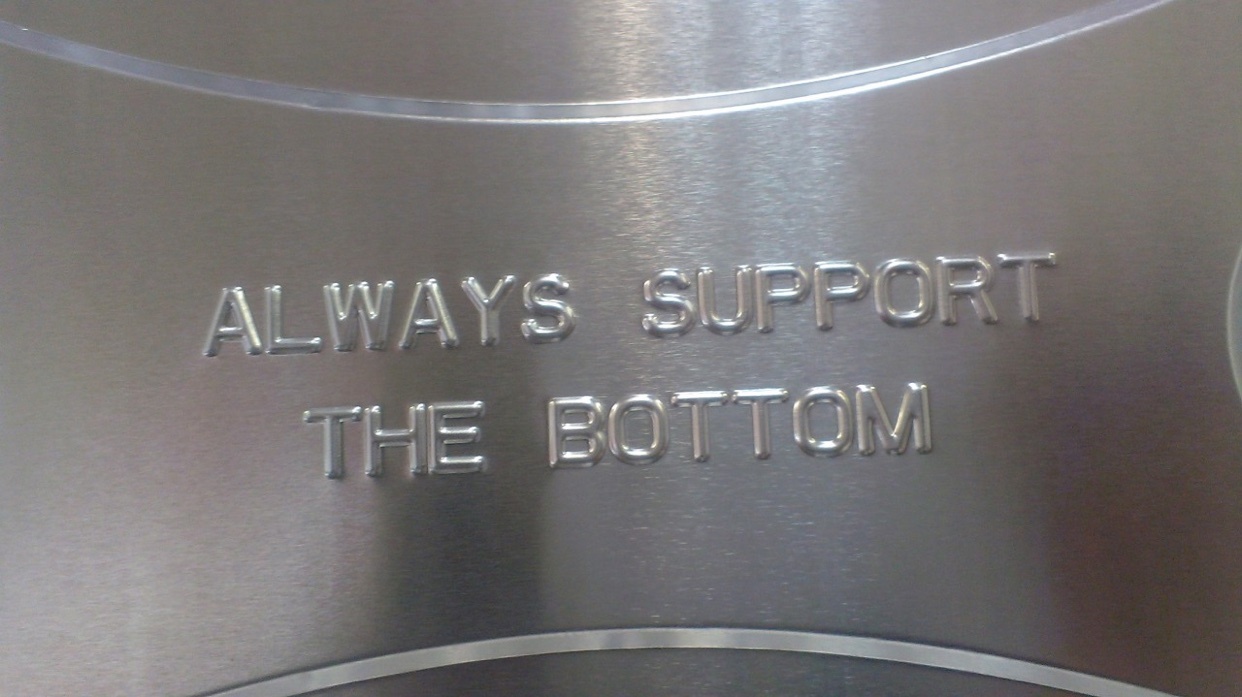 ALWAYS SUPPORT
THE BOTTOM